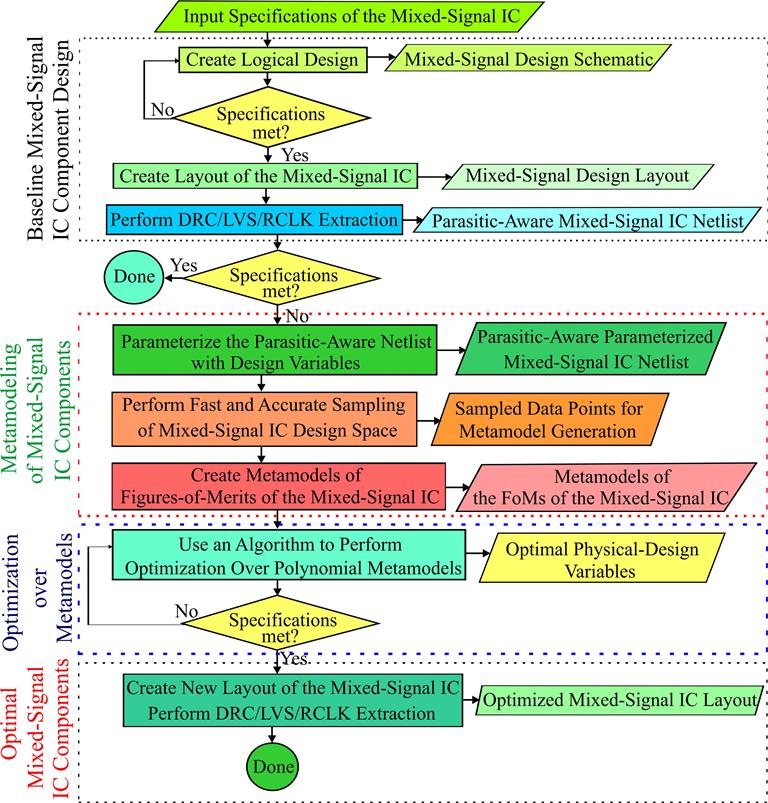 Input Specifications of the Mixed-Signal IC
Baseline Mixed-Signal
IC Component Design
Create Logical Design
Mixed-Signal Design Schematic
No
Specifications
met?
Yes
Create Layout of the Mixed-Signal IC
Mixed-Signal Design Layout
Perform DRC/LVS/RCLK Extraction
Parasitic-Aware Mixed-Signal IC Netlist
Done
Yes
Specifications
met?
No
Metamodeling
of Mixed-Signal
IC Components
Parameterize the Parasitic-Aware Netlist
with Design Variables
Parasitic-Aware Parameterized
Mixed-Signal IC Netlist
Perform Fast and Accurate Sampling
of Mixed-Signal IC Design Space
Sampled Data Points for
Metamodel Generation
Create Metamodels of
Figures-of-Merits of the Mixed-Signal IC
Metamodels of
the FoMs of the Mixed-Signal IC
Optimization
over
Metamodels
Use an Algorithm to Perform
Optimization Over Polynomial Metamodels
Optimal Physical-Design
Variables
No
Specifications
met?
Yes
Optimal
Mixed-Signal
IC Components
Create New Layout of the Mixed-Signal IC
Perform DRC/LVS/RCLK Extraction
Optimized Mixed-Signal IC Layout
Done